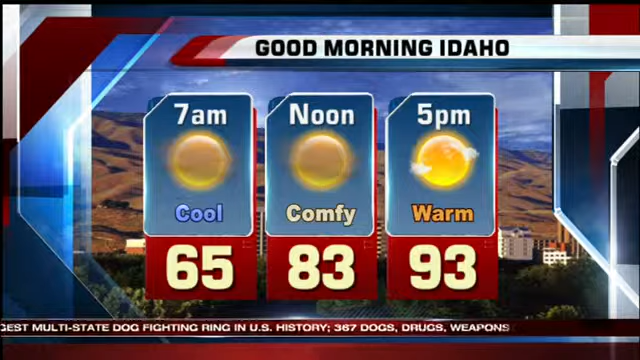 GOOD MORNING IDAHO
7am
Noon
5pm
Cool
Comfy
Warm
65
83
93
MULTI-STATE DOG FIGHTING RING IN U.S. HISTORY; 367 DOGS, DRUGS, WEAPONS